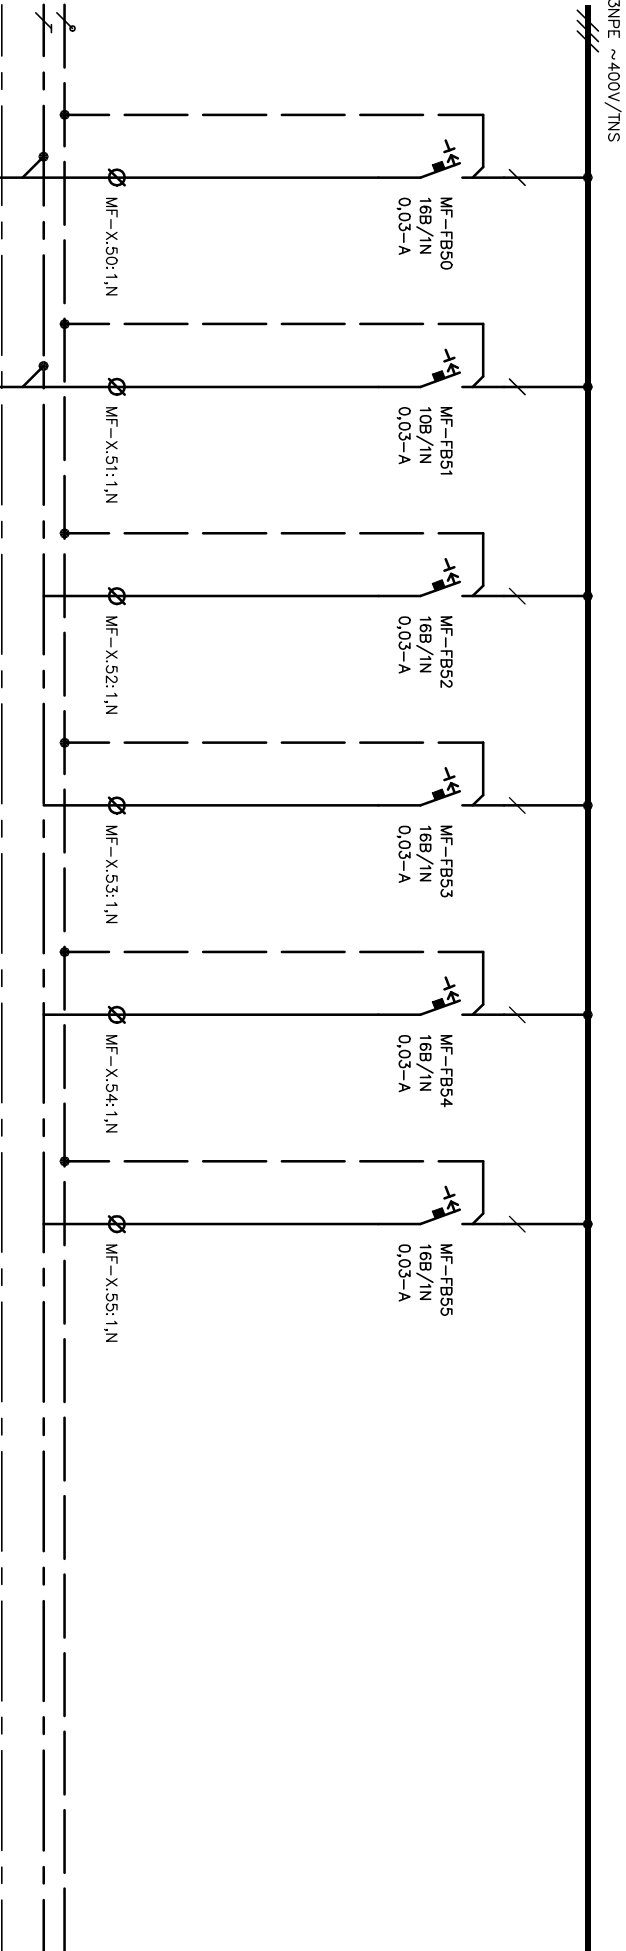 3NPE ~400V/TNS
MF-FB50
16B/1N
0,03-A
MF-X.50:1,N
MF-FB51
10B/1N
0,03-A
MF-X.51:1,N
MF-FB52
16B/1N
0,03-A
MF-X.52:1,N
MF-FB53
16B/1N
0,03-A
MF-X.53:1,N
MF-FB54
16B/1N
0,03-A
MF-X.54:1,N
MF-FB55
16B/1N
0,03-A
MF-X.55:1,N